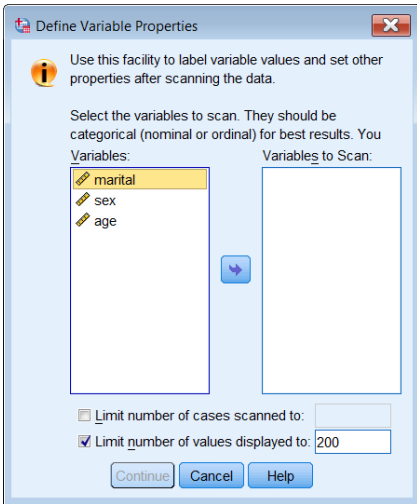 Define Variable Properties
Use this facility to label variable values and set other
properties after scanning the data.
Select the variables to scan. They should be
categorical (nominal or ordinal) for best results. You
Variables:
Variables to Scan:
marital
sex
age
Limit number of cases scanned to:
Limit number of values displayed to: 200
Continue Cancel Help